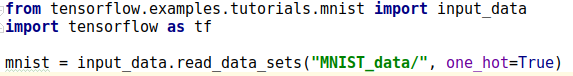 from tensorflow.examples.tutorials.mnist import input_data
import tensorflow as tf
mnist = input_data.read_data_sets("MNIST_data/", one_hot=True)